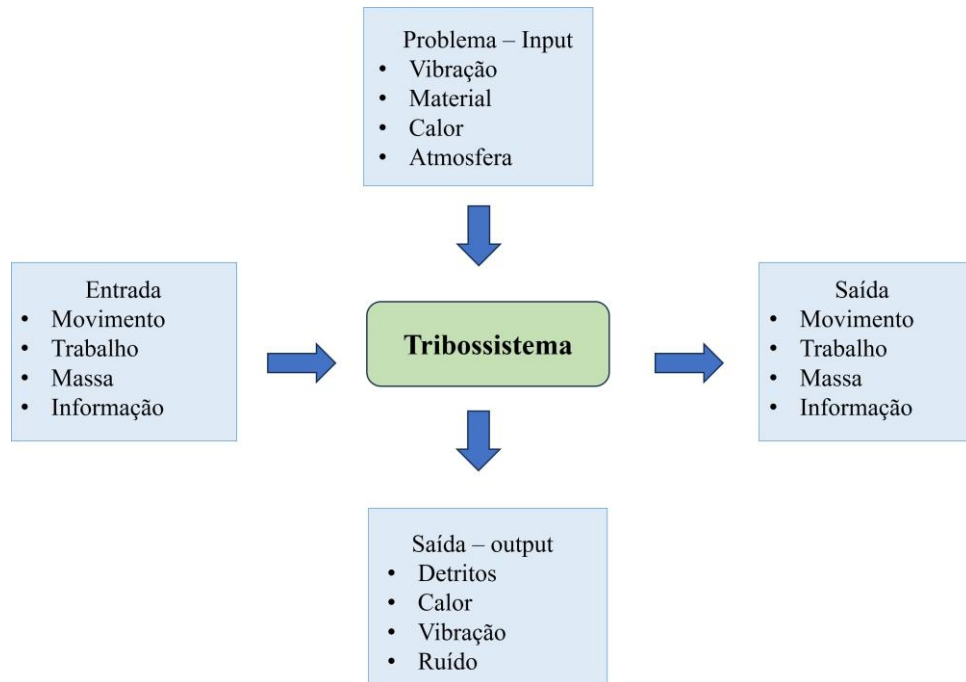 Problema – Input
• Vibração
• Material
• Calor
• Atmosfera
Entrada
• Movimento
• Trabalho
• Massa
• Informação
Tribossistema
Saída
• Movimento
• Trabalho
• Massa
• Informação
Saída – output
• Detritos
• Calor
• Vibração
• Ruído